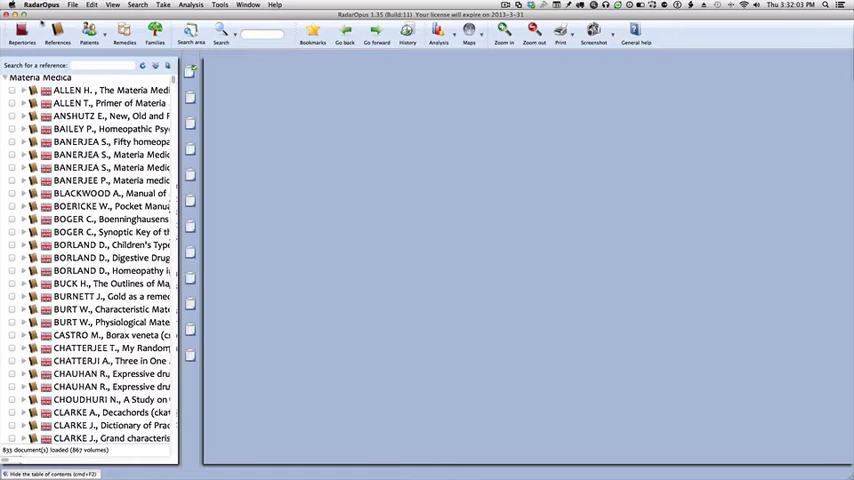 RadarOpus File Edit View Search Take Analysis Tools Window Help 3:32:03 PM
RadarOpus 1.35 (Build:11) Your license will expire on 2013-3-31
Repertories References Patients Remedies Families Search area Search Bookmarks Go back Go forward History Analysis Maps Zoom in Zoom out Print Screenshot General help
Search for a reference:
Materia Medica
ALLEN H. , The Materia Medi
ALLEN T., Primer of Materia
ANSHUTZ E., New, Old and F
BAILEY P., Homeopathic Psy
BANERJEA S., Fifty homeopa
BANERJEA S., Materia Medic
BANERJEA S., Materia Medic
BANERJEE P., Materia medic
BLACKWOOD A., Manual of
BOERICKE W., Pocket Manu
BOGER C., Boenninghausens
BOGER C., Synoptic Key of th
BORLAND D., Children's Type
BORLAND D., Digestive Drug
BORLAND D., Homeopathy i
BUCK H., The Outlines of Ma
BURNETT J., Gold as a remed
BURT W., Characteristic Mate
BURT W., Physiological Mate
CASTRO M., Borax veneta (cr
CHATTERJEE T., My Random
CHATTERJI A., Three in One
CHAUHAN R., Expressive dru
CHAUHAN R., Expressive dru
CHOUDHURI N., A Study on
CLARKE A., Decachords (ckat
CLARKE J., Dictionary of Prac
CLARKE J., Grand characteris
833 document(s) loaded (867 volumes)
Hide the table of contents (cmd+F2)